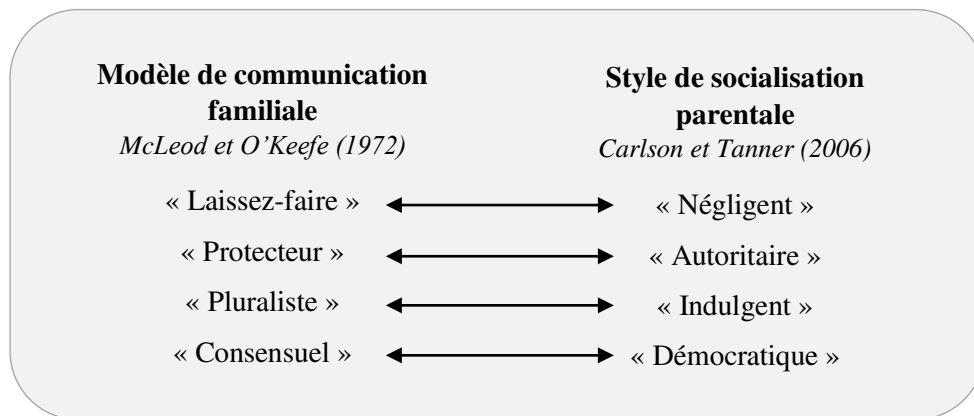 Modèle de communication
familiale
McLeod et O’Keefe (1972)
Style de socialisation
parentale
Carlson et Tanner (2006)
« Laissez-faire » « Négligent »
« Protecteur » « Autoritaire »
« Pluraliste » « Indulgent »
« Consensuel » « Démocratique »